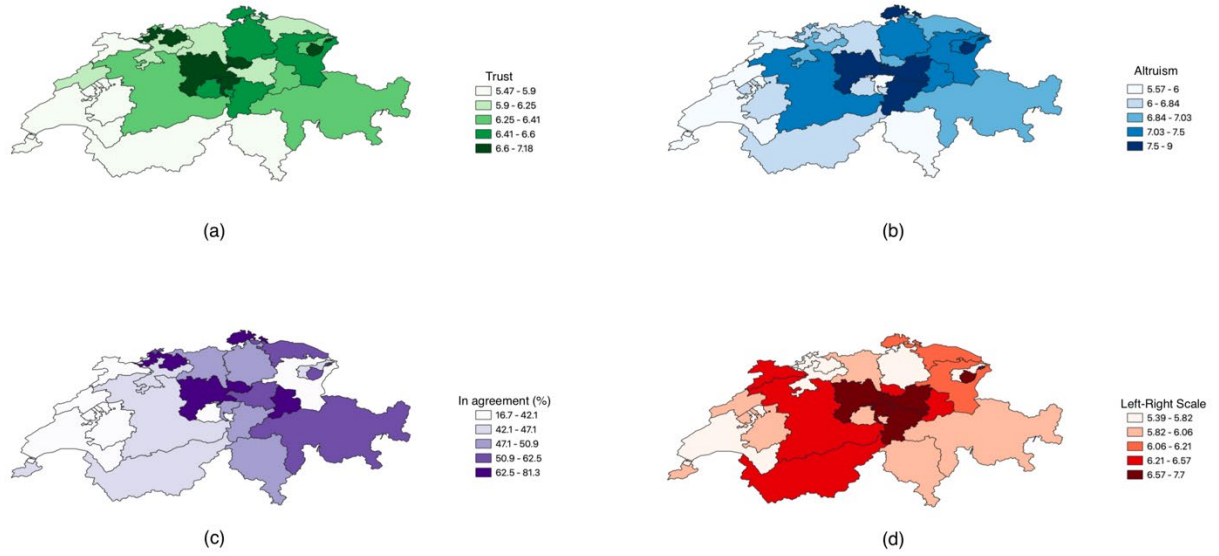 Trust
5.47 - 5.9
5.9 - 6.25
6.25 - 6.41
6.41 - 6.6
6.6 - 7.18
(a)
Altruism
5.57 - 6
6 - 6.84
6.84 - 7.03
7.03 - 7.5
7.5 - 9
(b)
In agreement (%)
16.7 - 42.1
42.1 - 47.1
47.1 - 50.9
50.9 - 62.5
62.5 - 81.3
(c)
Left-Right Scale
5.39 - 5.82
5.82 - 6.06
6.06 - 6.21
6.21 - 6.57
6.57 - 7.7
(d)